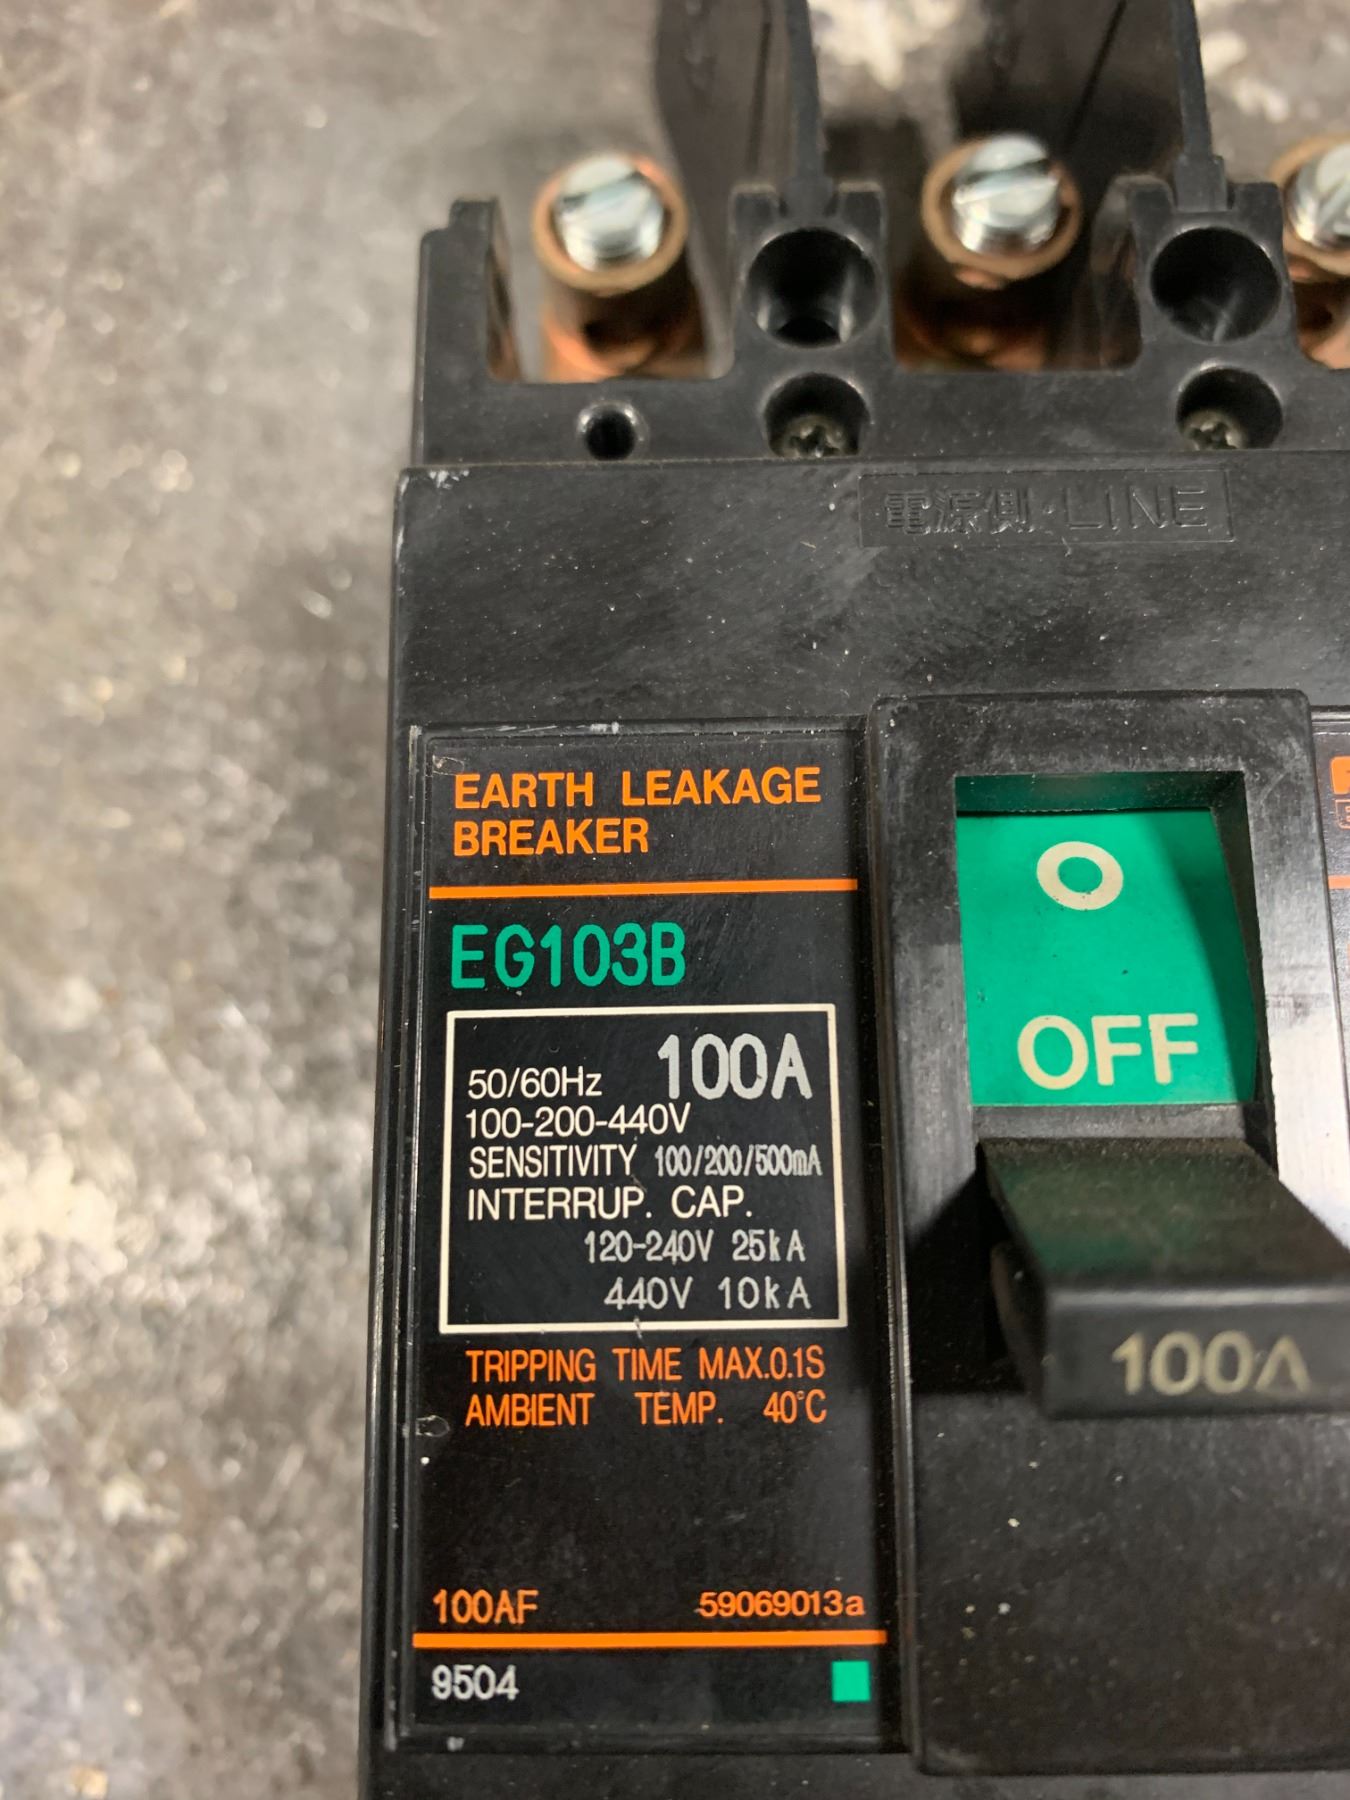 電源側・LINE
EARTH LEAKAGE
BREAKER
EG103B
50/60Hz 100A
100-200-440V
SENSITIVITY 100/200/500mA
INTERRUP. CAP.
120-240V 25kA
440V 10kA
TRIPPING TIME MAX.0.1S
AMBIENT TEMP. 40°C
100AF 59069013a
9504
O
OFF
100A